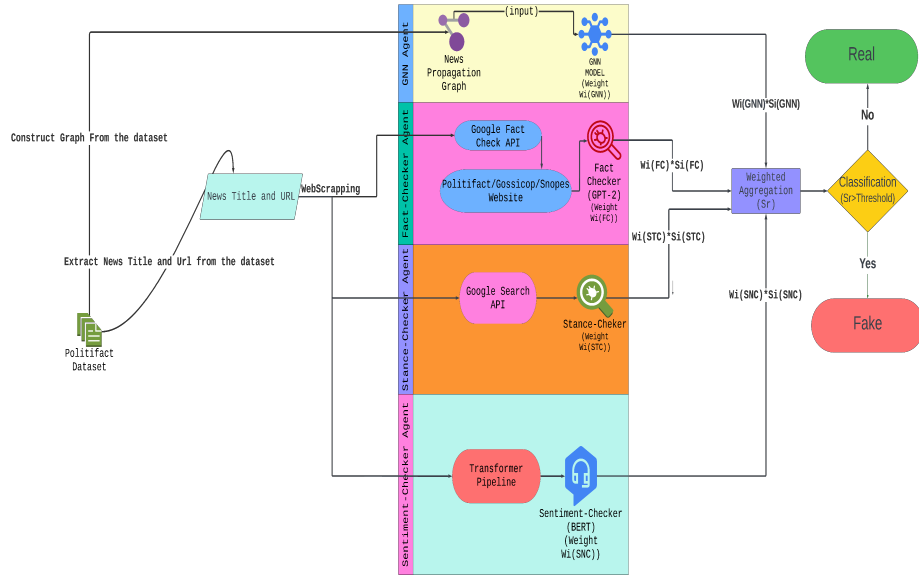 (input)
GNN Agent
News
Propagation
Graph
GNN
MODEL
(Weight
Wi(GNN))
Real
Wi(GNN)*Si(GNN)
No
Construct Graph From the dataset
Fact-Checker Agent
Google Fact
Check API
Politifact/Gossicop/Snopes
Website
Fact
Checker
(GPT-2)
(Weight
Wi(FC))
Wi(FC)*Si(FC)
News Title and URL
WebScrapping
Weighted
Aggregation
(Sr)
Classification
(Sr>Threshold)
Wi(STC)*Si(STC)
Extract News Title and Url from the dataset
Yes
Stance-Checker Agent
Google Search
API
Stance-Cheker
(Weight
Wi(STC))
Wi(SNC)*Si(SNC)
Fake
Politifact
Dataset
Sentiment-Checker Agent
Transformer
Pipeline
Sentiment-Checker
(BERT)
(Weight
Wi(SNC))